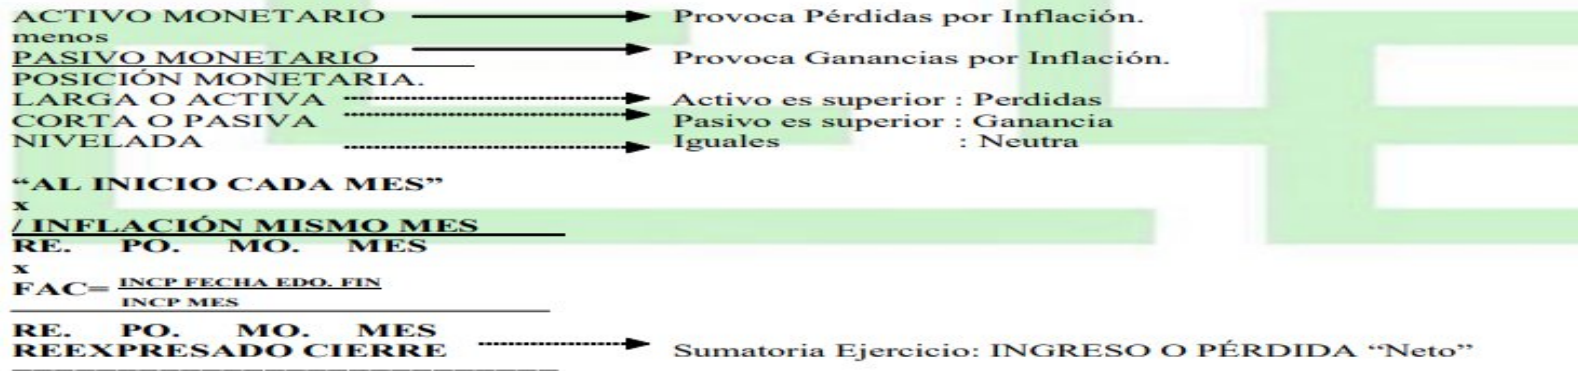 ACTIVO MONETARIO Provoca Pérdidas por Inflación.
menos
PASIVO MONETARIO Provoca Ganancias por Inflación.
POSICIÓN MONETARIA.
LARGA O ACTIVA Activo es superior : Perdidas
CORTA O PASIVA Pasivo es superior : Ganancia
NIVELADA Iguales : Neutra
“AL INICIO CADA MES”
x
/ INFLACIÓN MISMO MES
RE. PO. MO. MES
x
FAC= INCP FECHA EDO. FIN
INCP MES
RE. PO. MO. MES
REEXPRESADO CIERRE Sumatoria Ejercicio: INGRESO O PÉRDIDA “Neto”